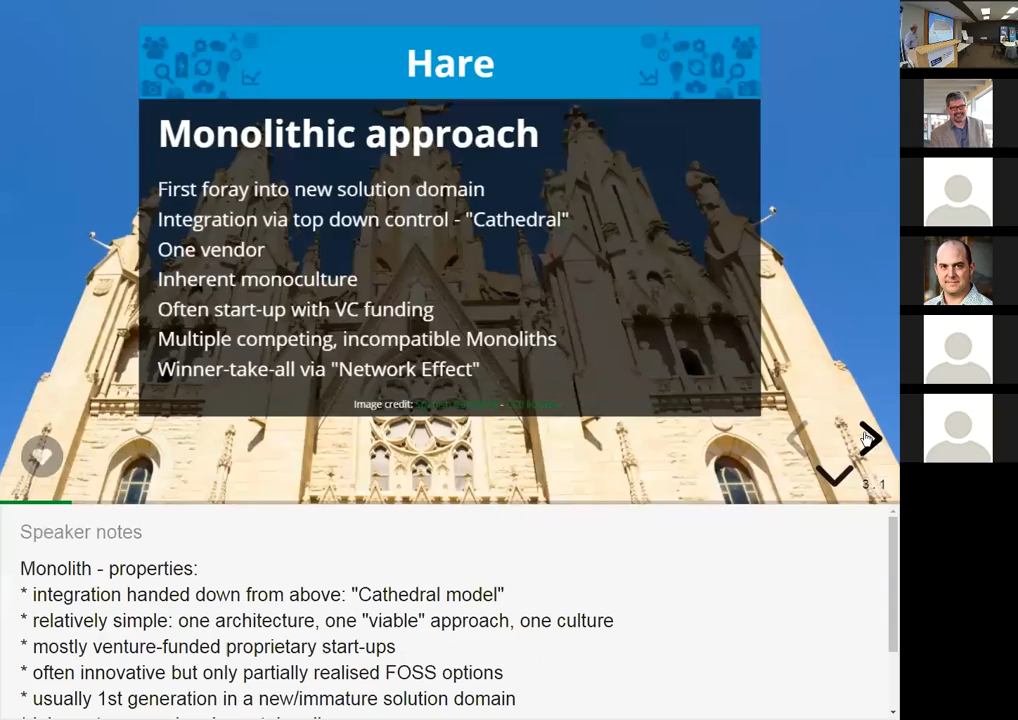 Hare
Monolithic approach
First foray into new solution domain
Integration via top down control - "Cathedral"
One vendor
Inherent monoculture
Often start-up with VC funding
Multiple competing, incompatible Monoliths
Winner-take-all via "Network Effect"
Image credit:
3 . 1
Speaker notes
Monolith - properties:
* integration handed down from above: "Cathedral model"
* relatively simple: one architecture, one "viable" approach, one culture
* mostly venture-funded proprietary start-ups
* often innovative but only partially realised FOSS options
* usually 1st generation in a new/immature solution domain